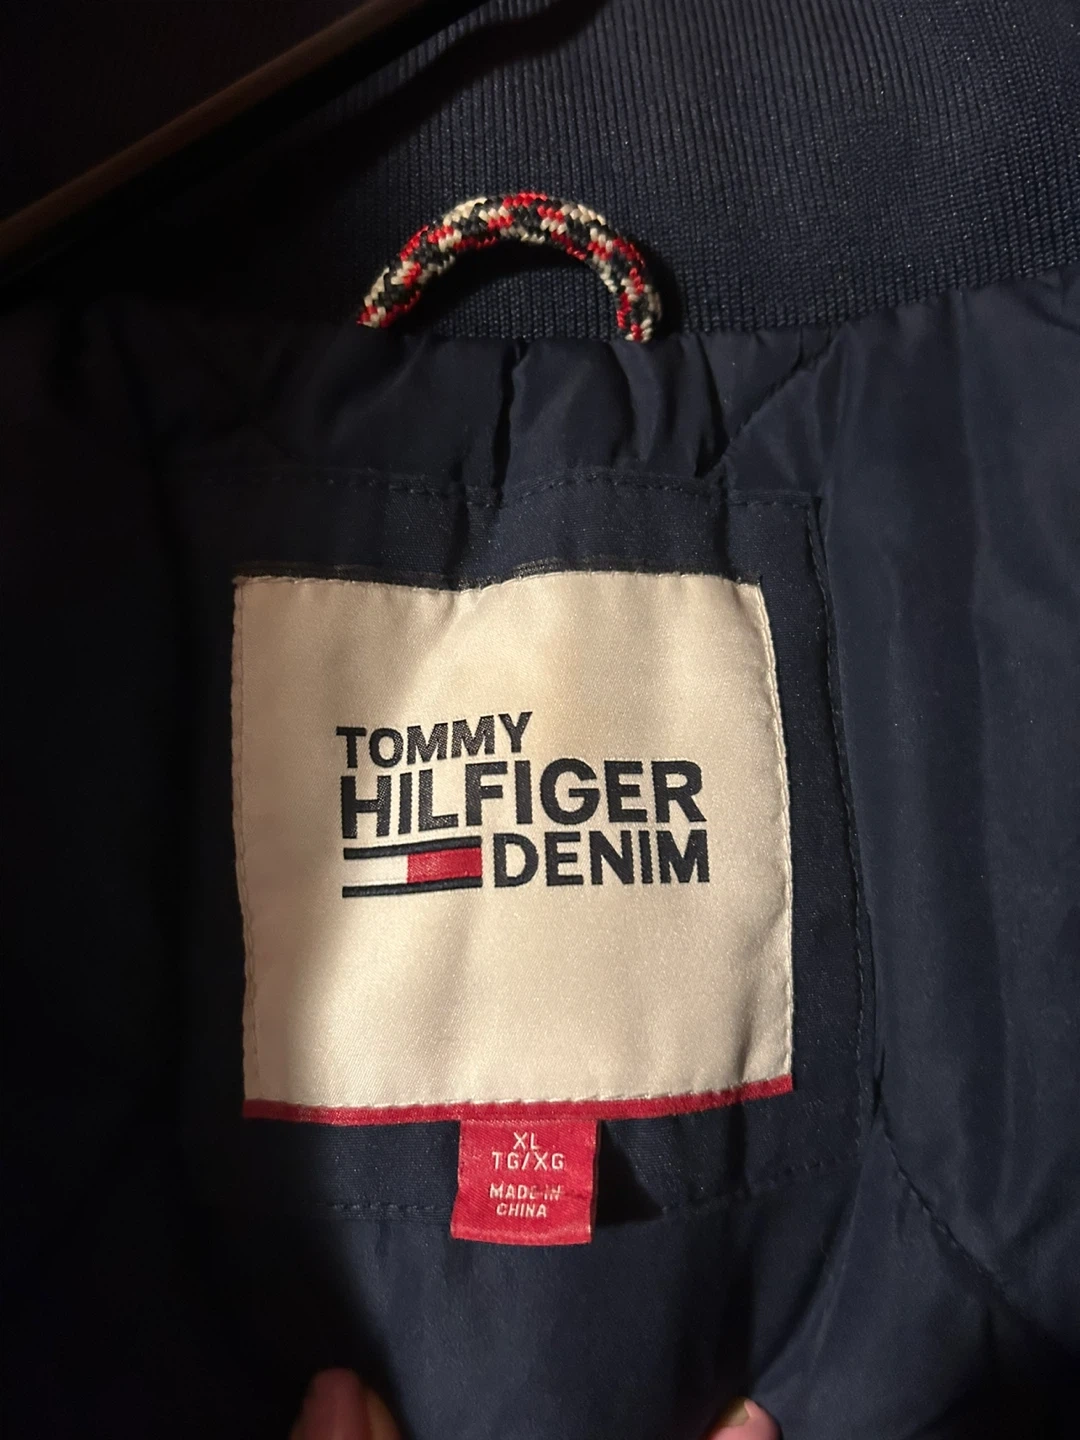 TOMMY
HILFIGER
DENIM
XL
TG/XG
MADE IN
CHINA